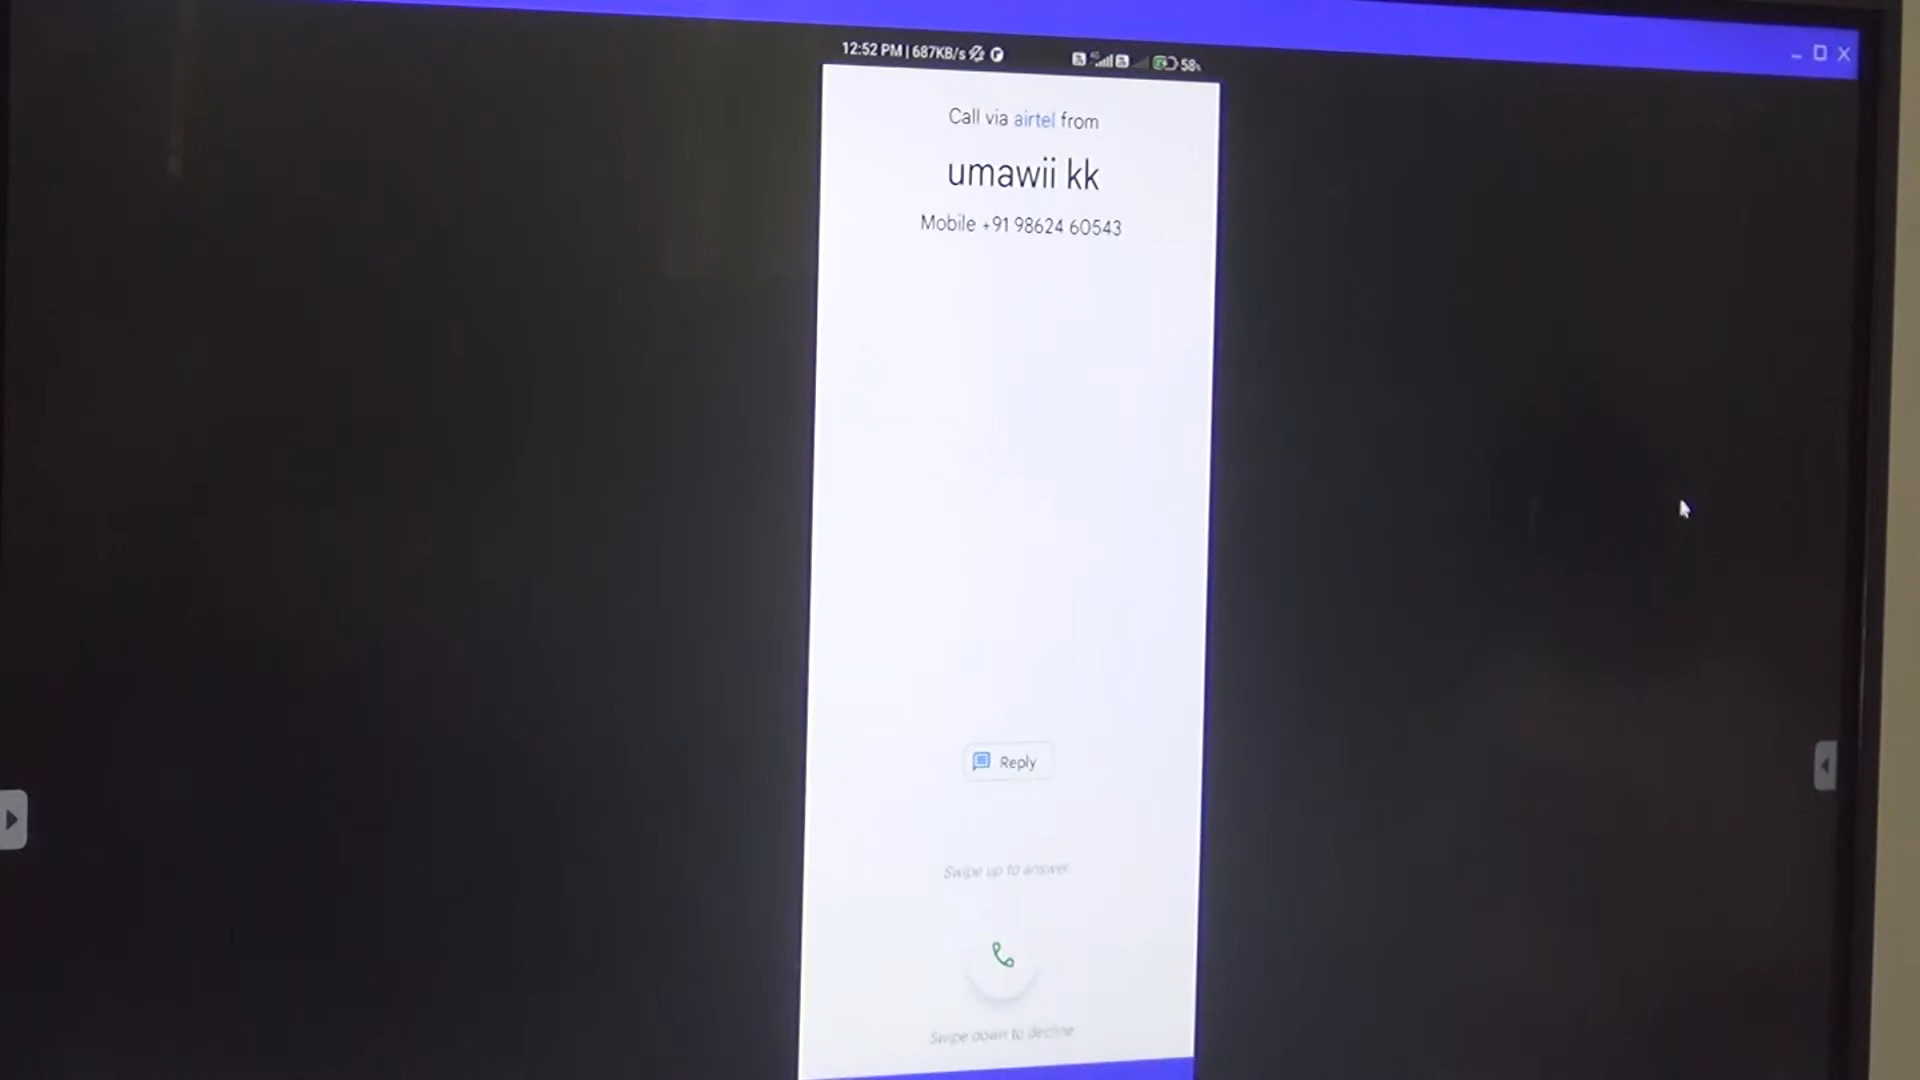 12:52 PM | 687KB/s 58%
Call via airtel from
umawii kk
Mobile +91 98624 60543
Reply
Swipe up to answer
Swipe down to decline